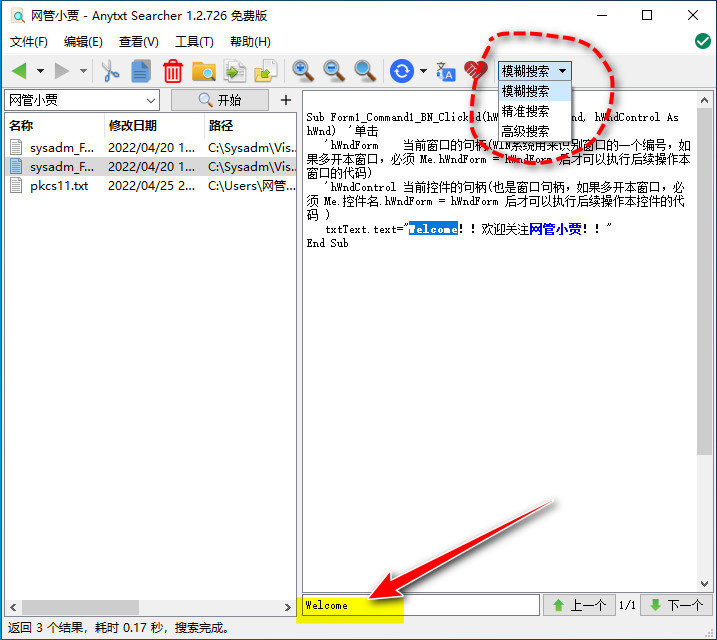 网管小贾 - Anytxt Searcher 1.2.726 免费版
文件(F) 编辑(E) 查看(V) 工具(T) 帮助(H)
模糊搜索
模糊搜索
精准搜索
高级搜索
网管小贾 开始
名称 修改日期 路径
sysadm_F... 2022/04/20 1... C:\Sysadm\Vis...
sysadm_F... 2022/04/20 1... C:\Sysadm\Vis...
pkcs11.txt 2022/04/25 2... C:\Users\网管...
Sub Form1_Command1_BN_Clicked(hW nd, hWndControl As
hWnd) '单击
'hWndForm 当前窗口的句柄(WIN系统用来识别窗口的一个编号，如
果多开本窗口，必须 Me.hWndForm = hWndForm 后才可以执行后续操作本
窗口的代码)
'hWndControl 当前控件的句柄(也是窗口句柄，如果多开本窗口，必
须 Me.控件名.hWndForm = hWndForm 后才可以执行后续操作本控件的代
码 )
txtText.text="Welcome！！欢迎关注网管小贾！！"
End Sub
Welcome 上一个 1/1 下一个
返回 3 个结果，耗时 0.17 秒，搜索完成。